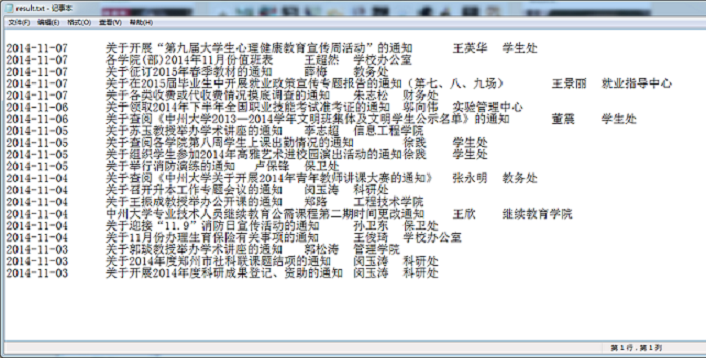 result.txt - 记事本
文件(F) 编辑(E) 格式(O) 查看(V) 帮助(H)
2014-11-07 关于开展“第九届大学生心理健康教育宣传周活动”的通知 王英华 学生处
2014-11-07 各学院(部)2014年11月份值班表 王超然 学校办公室
2014-11-07 关于征订2015年春季教材的通知 薛梅 教务处
2014-11-07 关于在2015届毕业生中开展就业政策宣传专题报告的通知（第七、八、九场） 王景丽 就业指导中心
2014-11-07 关于各类收费或代收费情况摸底调查的通知 朱志松 财务处
2014-11-06 关于领取2014年下半年全国职业技能考试准考证的通知 邬向伟 实验管理中心
2014-11-06 关于查阅《中州大学2013—2014学年文明班集体及文明学生公示名单》的通知 董震 学生处
2014-11-05 关于苏玉教授举办学术讲座的通知 李志超 信息工程学院
2014-11-05 关于查阅各学院第八周学生上课出勤情况的通知 徐践 学生处
2014-11-05 关于组织学生参加2014年高雅艺术进校园演出活动的通知徐践 学生处
2014-11-05 关于举行消防演练的通知 卢保锋 保卫处
2014-11-04 关于查阅《中州大学关于开展2014年青年教师讲课大赛的通知》 张永明 教务处
2014-11-04 关于召开升本工作专题会议的通知 闵玉涛 科研处
2014-11-04 关于王振成教授举办公开课的通知 郑路 工程技术学院
2014-11-04 中州大学专业技术人员继续教育公需课程第二期时间更改通知 王欣 继续教育学院
2014-11-04 关于迎接“11.9”消防日宣传活动的通知 孙卫东 保卫处
2014-11-04 关于11月份办理生育保险有关事项的通知 王俊琦 学校办公室
2014-11-03 关于郭琰教授举办学术讲座的通知 郭松涛 管理学院
2014-11-03 关于2014年度郑州市社科联课题结项的通知 闵玉涛 科研处
2014-11-03 关于开展2014年度科研成果登记、资助的通知 闵玉涛 科研处
第 1 行，第 1 列